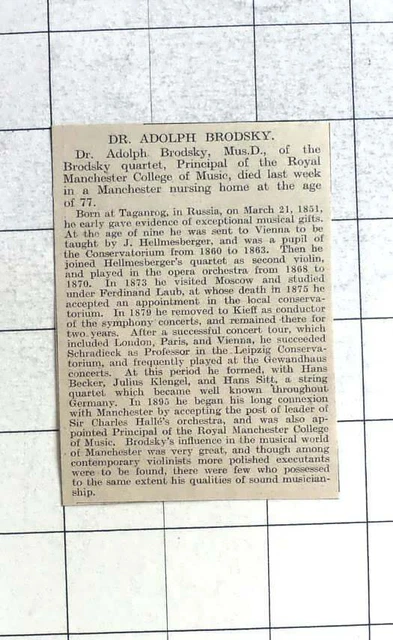 DR. ADOLPH BRODSKY.
Dr. Adolph Brodsky, Mus.D., of the
Brodsky quartet, Principal of the Royal
Manchester College of Music, died last week
in a Manchester nursing home at the age
of 77.
Born at Taganrog, in Russia, on March 21, 1851,
he early gave evidence of exceptional musical gifts.
At the age of nine he was sent to Vienna to be
taught by J. Hellmesberger, and was a pupil of
the Conservatorium from 1860 to 1863. Then he
joined Hellmesberger's quartet as second violin,
and played in the opera orchestra from 1868 to
1870. In 1873 he visited Moscow and studied
under Ferdinand Laub, at whose death in 1875 he
accepted an appointment in the local conserva-
torium. In 1879 he removed to Kieff as conductor
of the symphony concerts, and remained there for
two years. After a successful concert tour, which
included London, Paris, and Vienna, he succeeded
Schradieck as Professor in the Leipzig Conserva-
torium, and frequently played at the Gewandhaus
concerts. At this period he formed, with Hans
Becker, Julius Klengel, and Hans Sitt, a string
quartet which became well known throughout
Germany. In 1895 he began his long connexion
with Manchester by accepting the post of leader of
Sir Charles Hallé's orchestra, and was also ap-
pointed Principal of the Royal Manchester College
of Music. Brodsky's influence in the musical world
of Manchester was very great, and though among
contemporary violinists more polished executants
were to be found, there were few who possessed
to the same extent his qualities of sound musician-
ship.